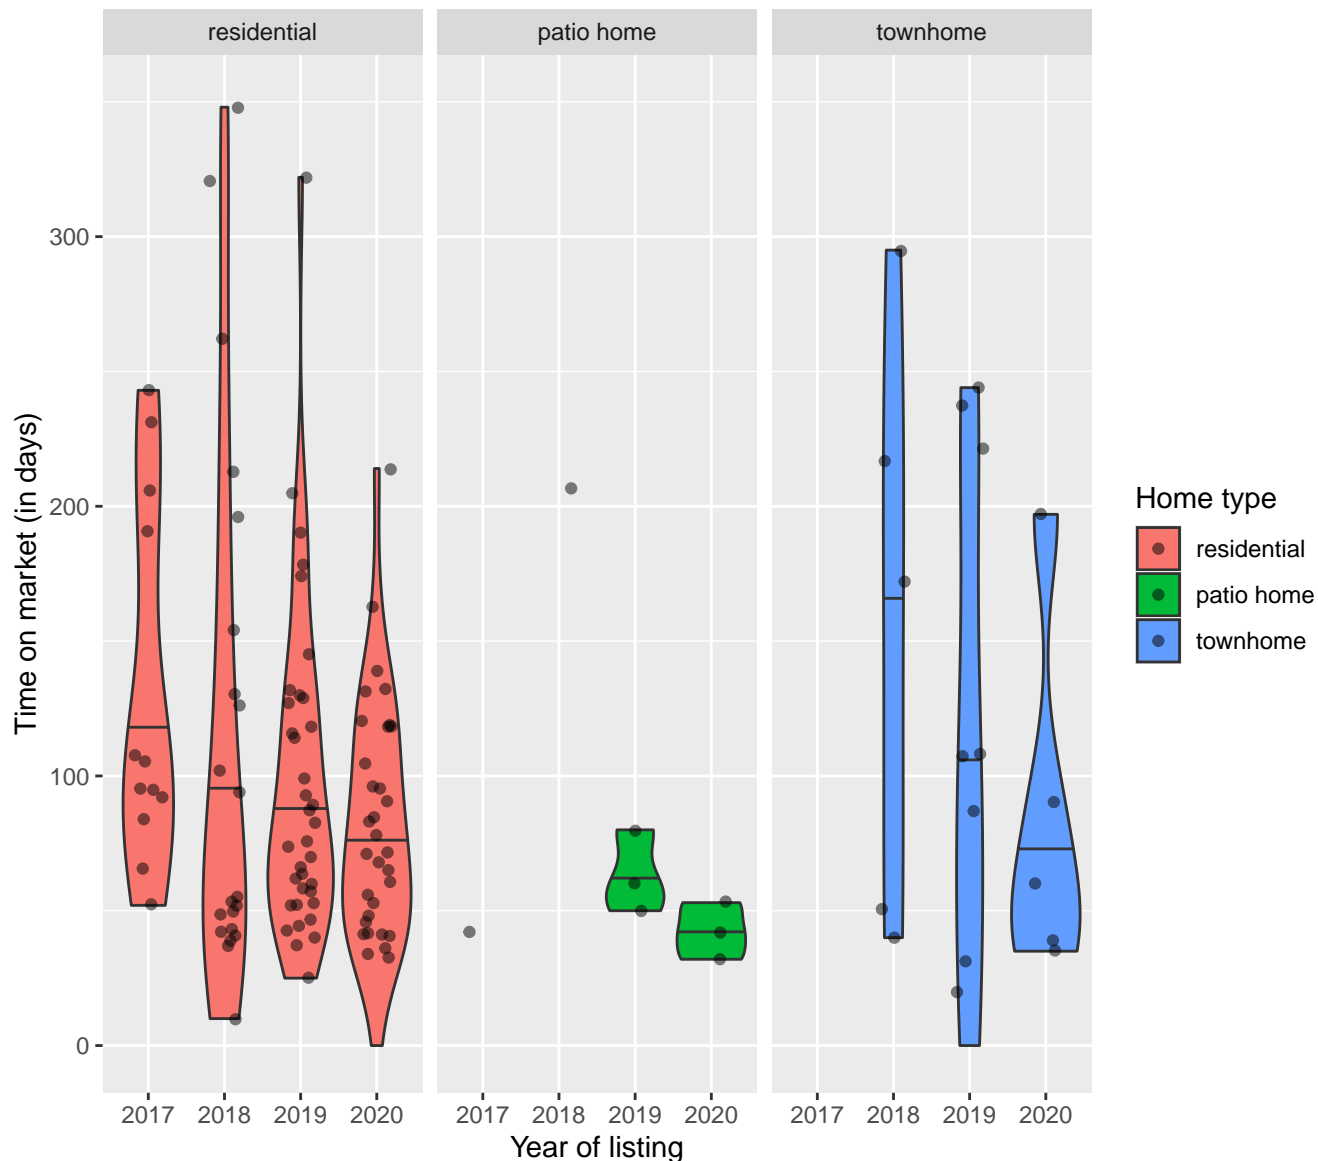 residential patio home townhome
300
200
100
0
Time on market (in days)
2017 2018 2019 2020 2017 2018 2019 2020 2017 2018 2019 2020
Year of listing
Home type
residential
patio home
townhome